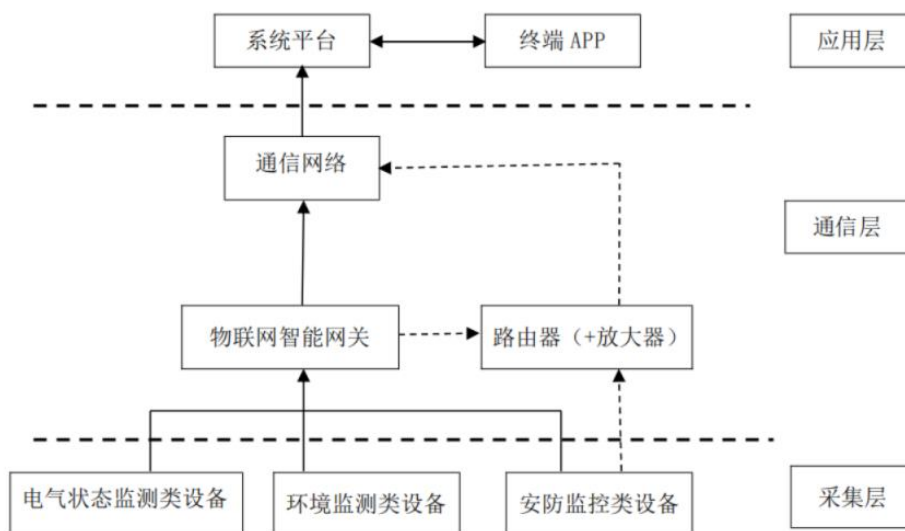 系统平台
终端 APP
应用层
通信网络
通信层
物联网智能网关
路由器（+放大器）
电气状态监测类设备
环境监测类设备
安防监控类设备
采集层